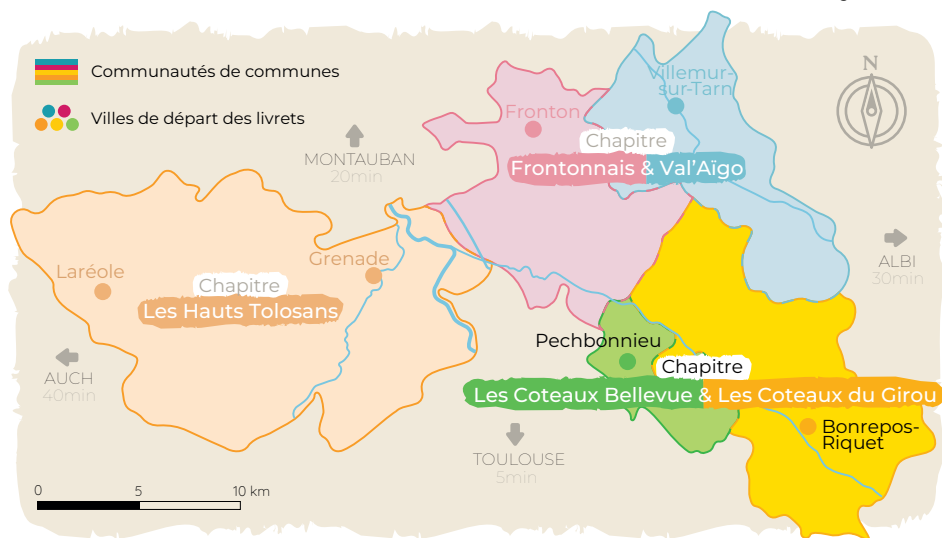 Communautés de communes
Villes de départ des livrets
N
Villemur-
sur-Tarn
Fronton
Chapitre
Frontonnais & Val’Aïgo
MONTAUBAN
20min
ALBI
30min
Laréole
Grenade
Chapitre
Les Hauts Tolosans
Pechbonnieu
Chapitre
Les Coteaux Bellevue & Les Coteaux du Girou
AUCH
40min
Bonrepos-
Riquet
TOULOUSE
5min
0 5 10 km